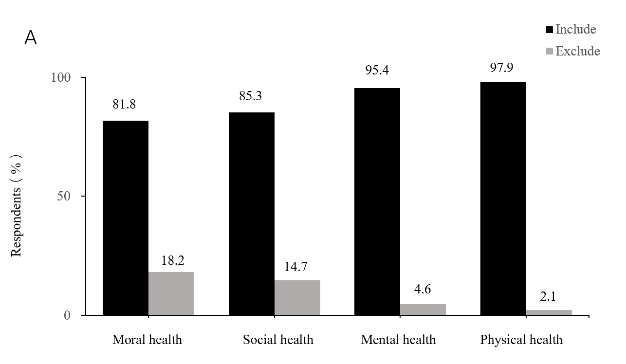 A
Include
Exclude
Respondents（%）
100
50
0
81.8
18.2
85.3
14.7
95.4
4.6
97.9
2.1
Moral health
Social health
Mental health
Physical health